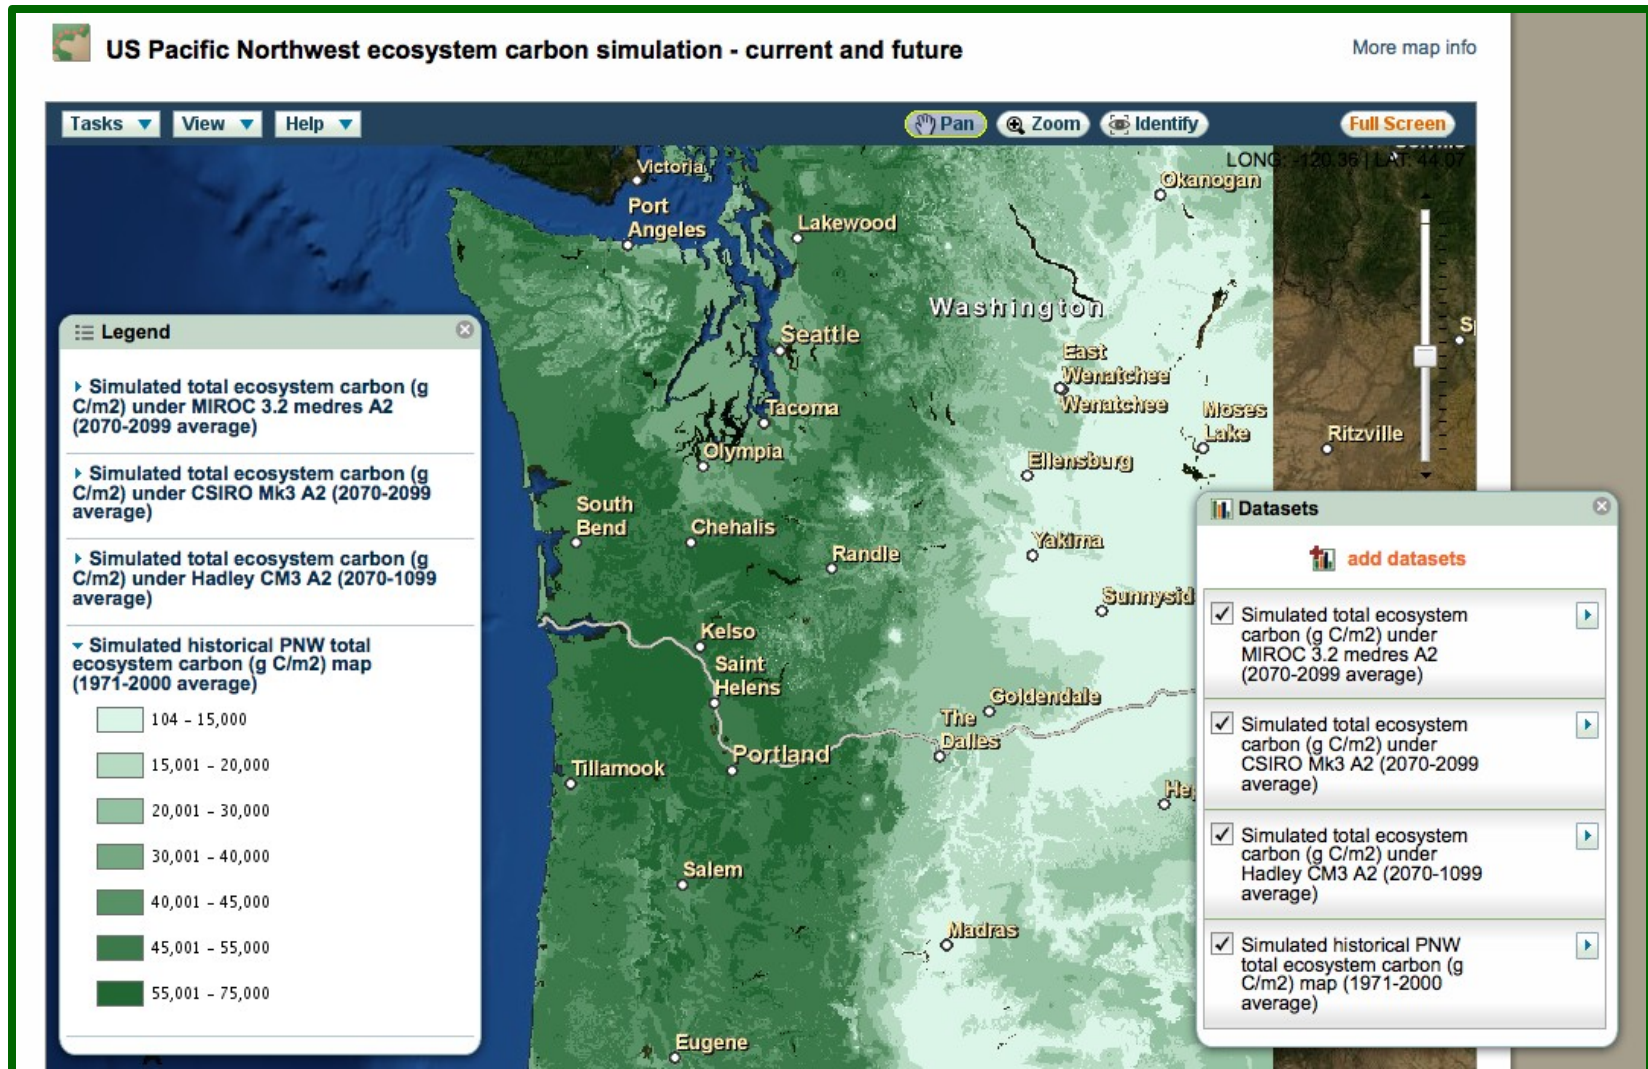 US Pacific Northwest ecosystem carbon simulation - current and future
More map info
Tasks
View
Help
Pan
Zoom
Identify
Full Screen
LONG: -120.36 | LAT: 44.07
Victoria
Okanogan
Port
Angeles
Lakewood
Washington
Seattle
East
Wenatchee
Wenatchee
Tacoma
Moses
Lake
Ritzville
Olympia
Ellensburg
South
Bend
Chehalis
Randle
Yakima
Sunnysid
Kelso
Saint
Helens
Goldendale
The
Dalles
Portland
Tillamook
He
Salem
Madras
Eugene
Legend
Simulated total ecosystem carbon (g
C/m2) under MIROC 3.2 medres A2
(2070-2099 average)
Simulated total ecosystem carbon (g
C/m2) under CSIRO Mk3 A2 (2070-2099
average)
Simulated total ecosystem carbon (g
C/m2) under Hadley CM3 A2 (2070-1099
average)
Simulated historical PNW total
ecosystem carbon (g C/m2) map
(1971-2000 average)
104 - 15,000
15,001 - 20,000
20,001 - 30,000
30,001 - 40,000
40,001 - 45,000
45,001 - 55,000
55,001 - 75,000
Datasets
add datasets
Simulated total ecosystem
carbon (g C/m2) under
MIROC 3.2 medres A2
(2070-2099 average)
Simulated total ecosystem
carbon (g C/m2) under
CSIRO Mk3 A2 (2070-2099
average)
Simulated total ecosystem
carbon (g C/m2) under
Hadley CM3 A2 (2070-1099
average)
Simulated historical PNW
total ecosystem carbon (g
C/m2) map (1971-2000
average)